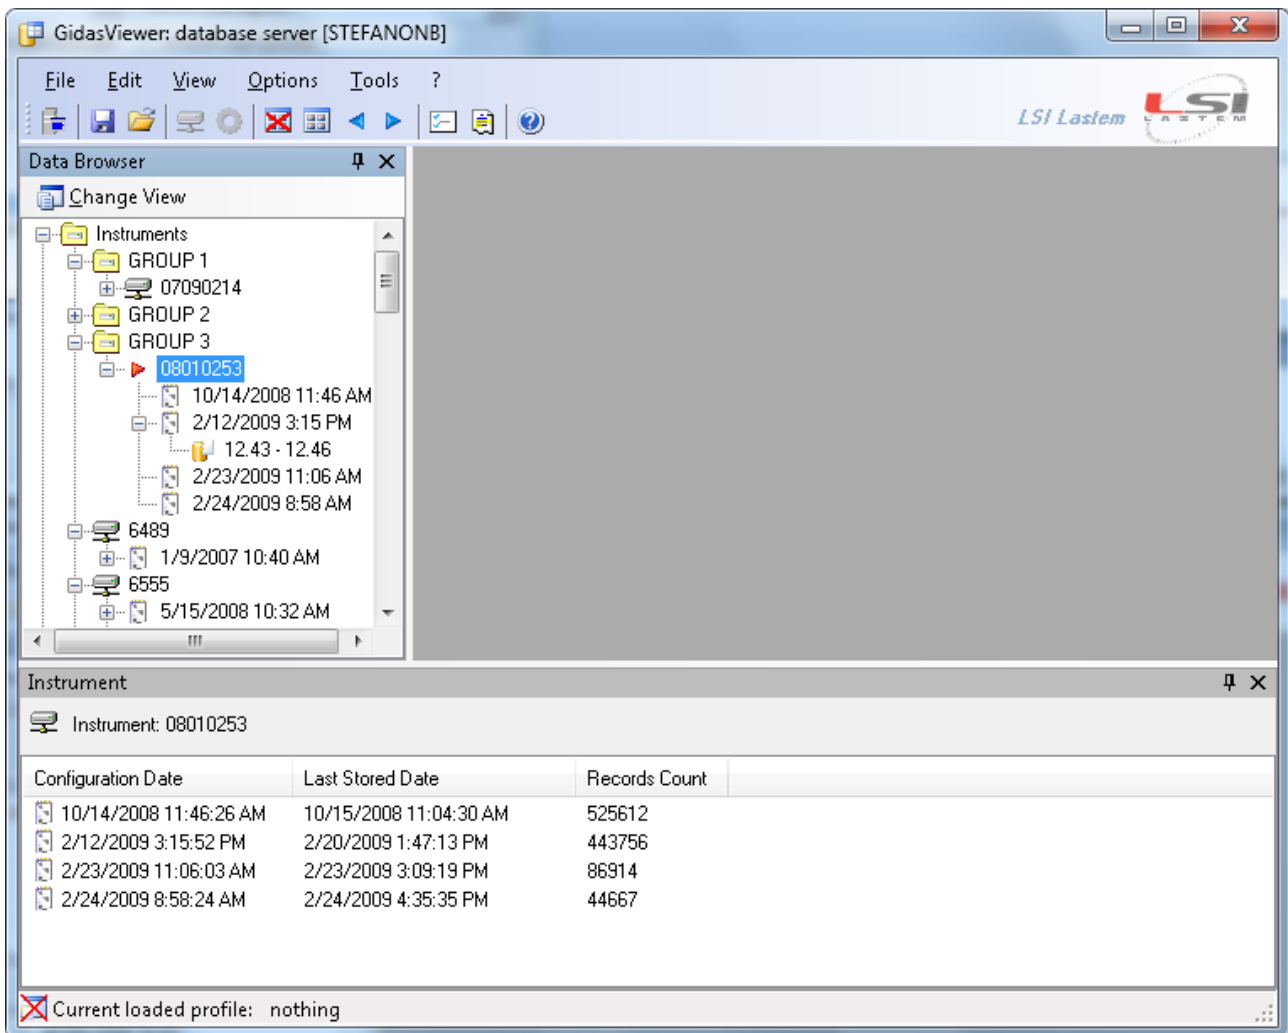 GidasViewer: database server [STEFANONB]
File Edit View Options Tools ?
LSI Lastem
LSI
LASTEM
Data Browser
Change View
Instruments
GROUP 1
07090214
GROUP 2
GROUP 3
08010253
10/14/2008 11:46 AM
2/12/2009 3:15 PM
12.43 - 12.46
2/23/2009 11:06 AM
2/24/2009 8:58 AM
6489
1/9/2007 10:40 AM
6555
5/15/2008 10:32 AM
Instrument
Instrument: 08010253
Configuration Date Last Stored Date Records Count
10/14/2008 11:46:26 AM 10/15/2008 11:04:30 AM 525612
2/12/2009 3:15:52 PM 2/20/2009 1:47:13 PM 443756
2/23/2009 11:06:03 AM 2/23/2009 3:09:19 PM 86914
2/24/2009 8:58:24 AM 2/24/2009 4:35:35 PM 44667
Current loaded profile: nothing